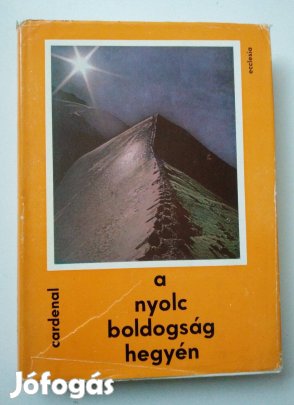 ecclesia
cardenal
a
nyolc
boldogság
hegyén
Jófogás